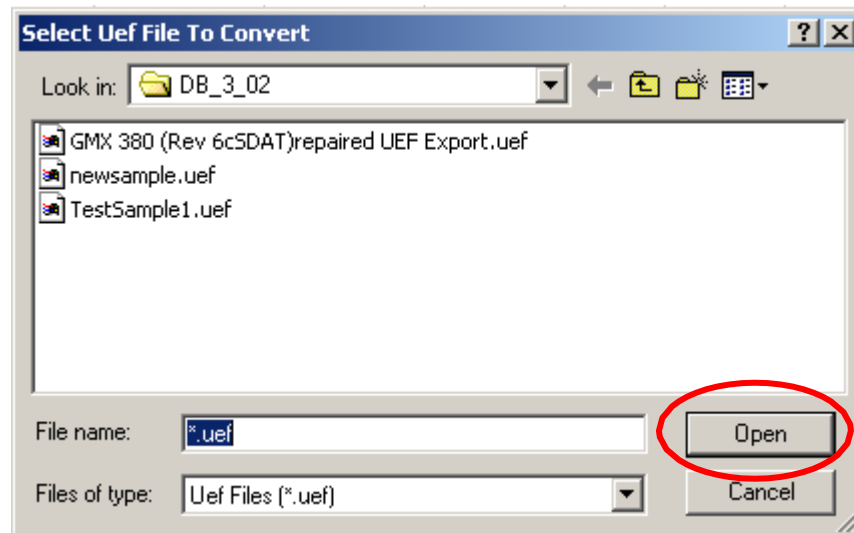 Select Uef File To Convert
Look in: DB_3_02
GMX 380 (Rev 6cSDAT)repaired UEF Export.uef
newsample.uef
TestSample1.uef
File name: *.uef Open
Files of type: Uef Files (*.uef) Cancel